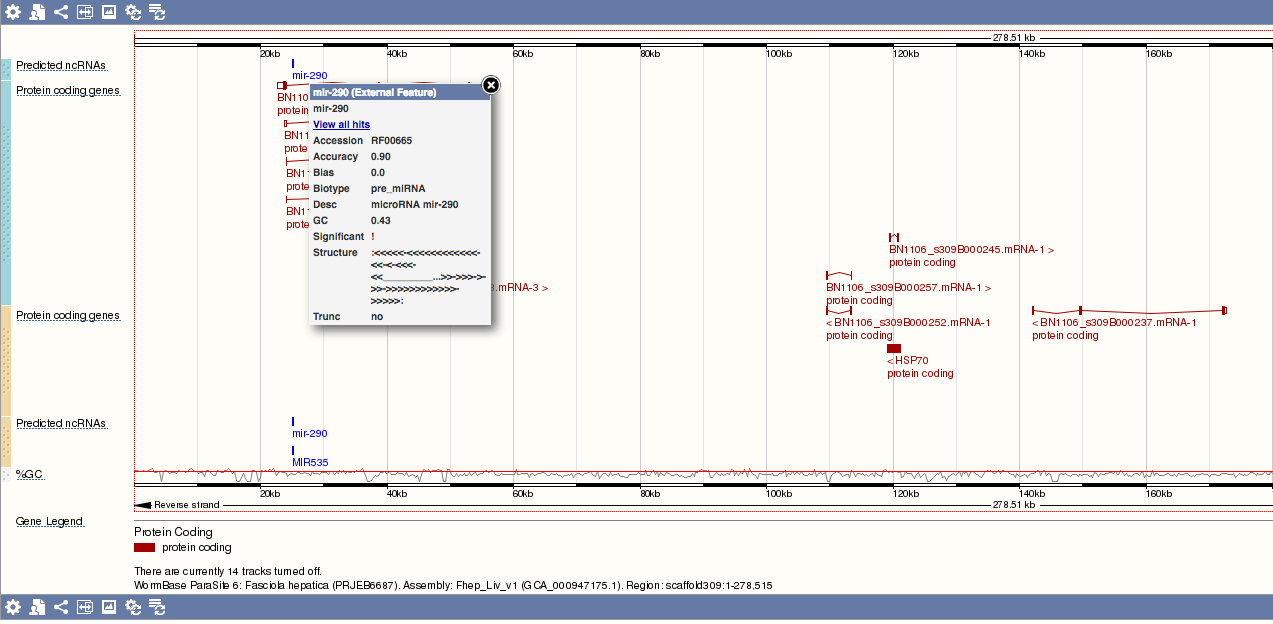 278.51 kb
20kb 40kb 60kb 80kb 100kb 120kb 140kb 160kb
Predicted ncRNAs
mir-290
Protein coding genes
BN110
protein
BN11
prote
BN1
prote
BN11
prote
mir-290 (External Feature)
mir-290
View all hits
Accession RF00665
Accuracy 0.90
Bias 0.0
Biotype pre_miRNA
Desc microRNA mir-290
GC 0.43
Significant !
Structure :<<<<<-<<<<<<<<<<<<<-
<<-<-<<<-
<<_________...>>->>>->-
>>->>>>>>>>>>>>-
>>>>>:
Trunc no
BN1106_s309B000245.mRNA-1 >
protein coding
.mRNA-3 >
BN1106_s309B000257.mRNA-1 >
protein coding
Protein coding genes
< BN1106_s309B000252.mRNA-1
protein coding
< BN1106_s309B000237.mRNA-1
protein coding
< HSP70
protein coding
Predicted ncRNAs
mir-290
MIR535
%GC
20kb 40kb 60kb 80kb 100kb 120kb 140kb 160kb
Reverse strand 278.51 kb
Gene Legend
Protein Coding
protein coding
There are currently 14 tracks turned off.
WormBase ParaSite 6: Fasciola hepatica (PRJEB6687). Assembly: Fhep_Liv_v1 (GCA_000947175.1). Region: scaffold309:1-278,515